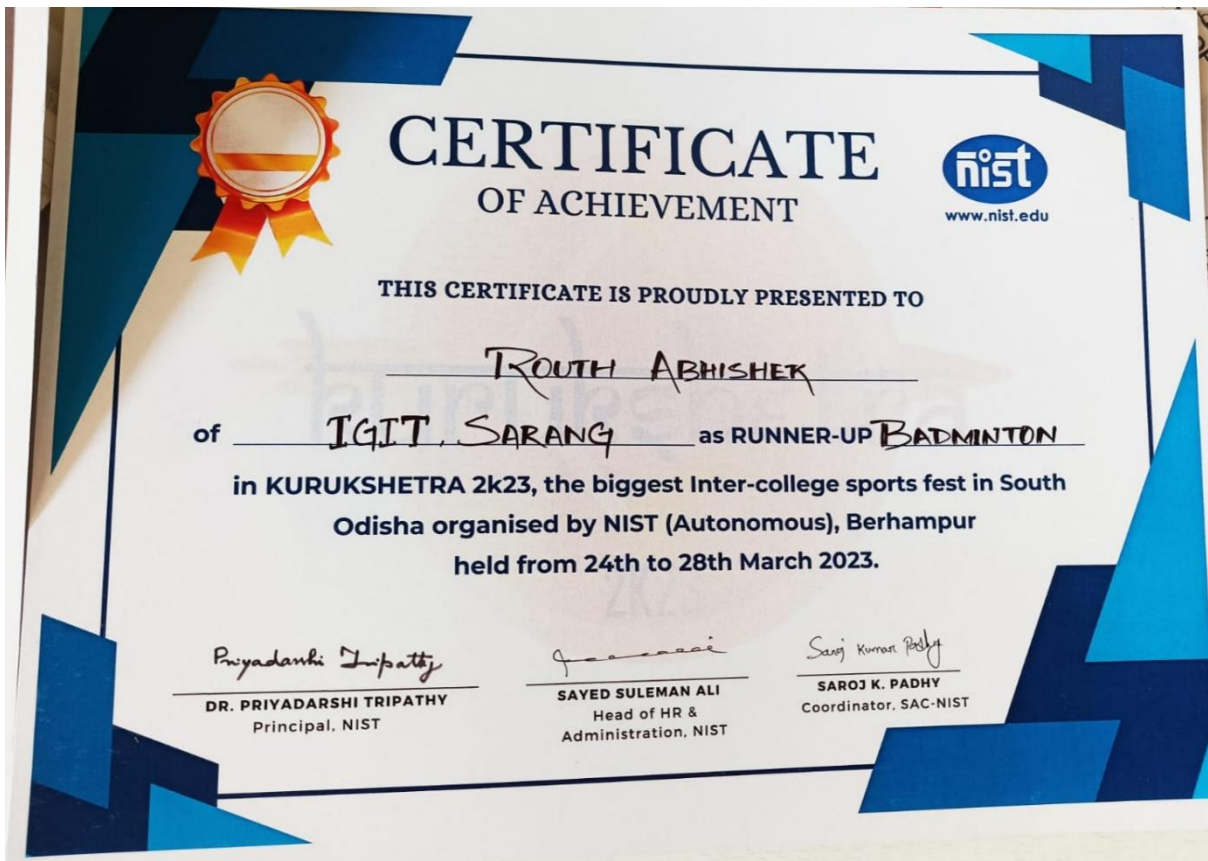 CERTIFICATE
OF ACHIEVEMENT
nist
www.nist.edu
THIS CERTIFICATE IS PROUDLY PRESENTED TO
ROUTH ABHISHEK
of IGIT, SARANG as RUNNER-UP BADMINTON
in KURUKSHETRA 2k23, the biggest Inter-college sports fest in South
Odisha organised by NIST (Autonomous), Berhampur
held from 24th to 28th March 2023.
2K23
Priyadarshi Tripathy
Saroj Kumar Padhy
DR. PRIYADARSHI TRIPATHY
Principal, NIST
SAYED SULEMAN ALI
Head of HR &
Administration, NIST
SAROJ K. PADHY
Coordinator, SAC-NIST